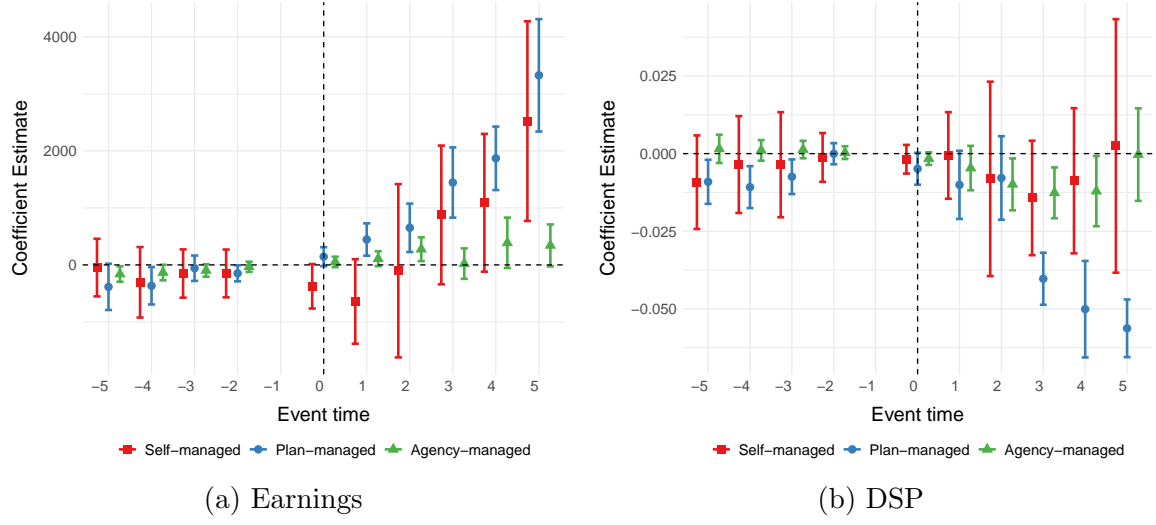 Coefficient Estimate
4000
2000
0
−5 −4 −3 −2 0 1 2 3 4 5
Event time
Self−managed Plan−managed Agency−managed
(a) Earnings
Coefficient Estimate
0.025
0.000
−0.025
−0.050
−5 −4 −3 −2 0 1 2 3 4 5
Event time
Self−managed Plan−managed Agency−managed
(b) DSP